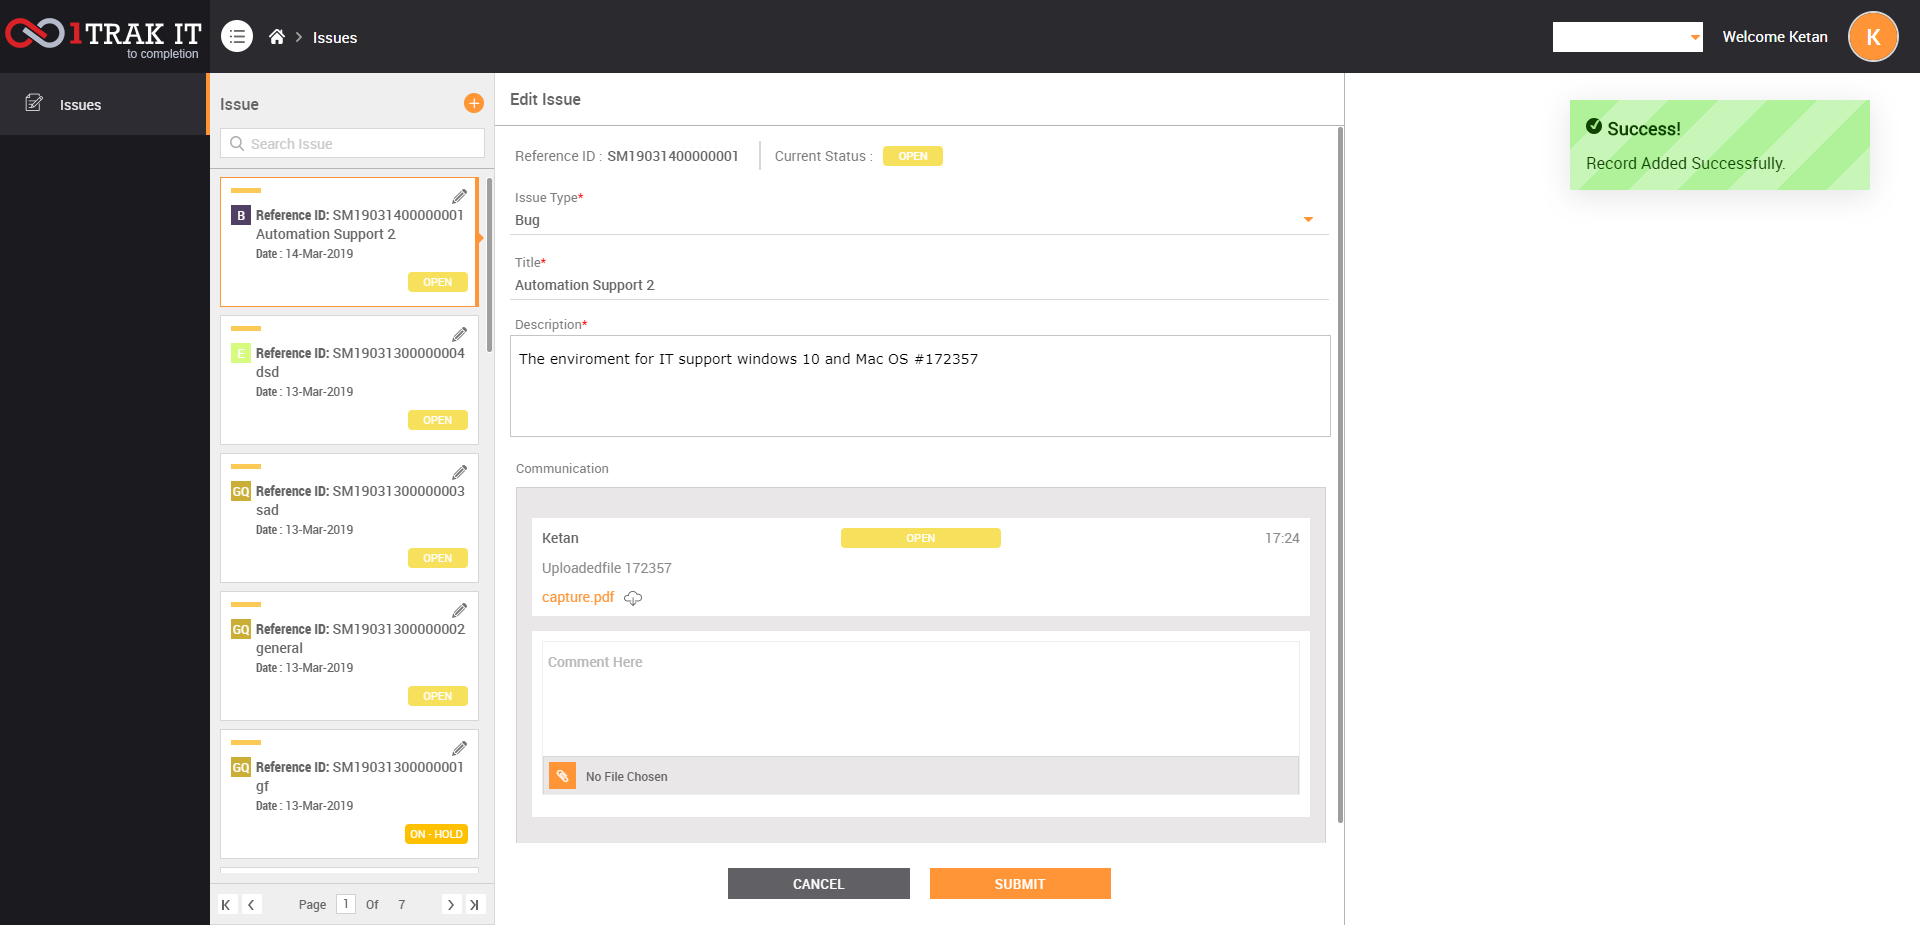 1TRAK IT
to completion
Issues
Welcome Ketan
K
Issues
Issue
Search Issue
B
Reference ID: SM19031400000001
Automation Support 2
Date : 14-Mar-2019
OPEN
E
Reference ID: SM19031300000004
dsd
Date : 13-Mar-2019
OPEN
GQ
Reference ID: SM19031300000003
sad
Date : 13-Mar-2019
OPEN
GQ
Reference ID: SM19031300000002
general
Date : 13-Mar-2019
OPEN
GQ
Reference ID: SM19031300000001
gf
Date : 13-Mar-2019
ON - HOLD
Page 1 Of 7
Edit Issue
Reference ID : SM19031400000001
Current Status : OPEN
Issue Type*
Bug
Title*
Automation Support 2
Description*
The enviroment for IT support windows 10 and Mac OS #172357
Communication
Ketan OPEN 17:24
Uploadedfile 172357
capture.pdf
Comment Here
No File Chosen
CANCEL
SUBMIT
Success!
Record Added Successfully.